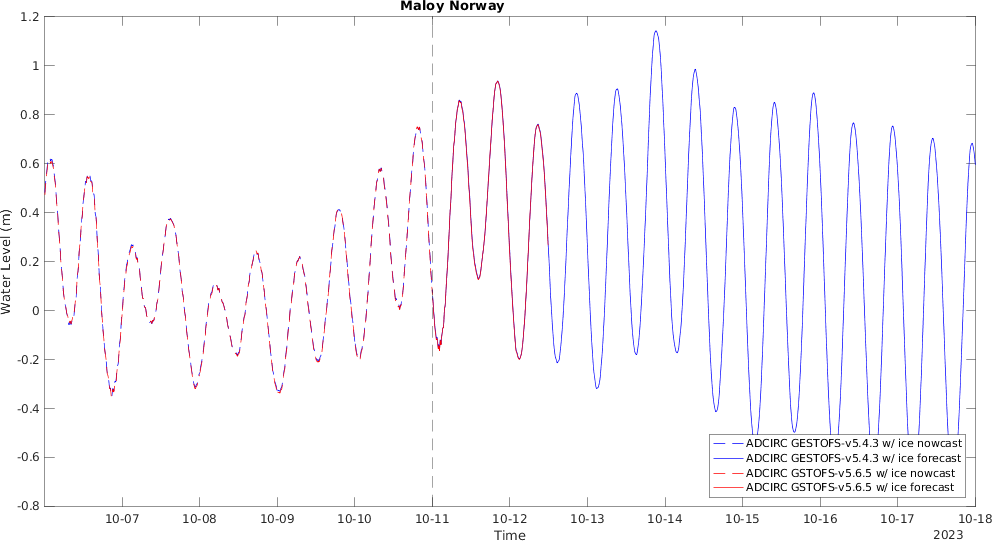 Maloy Norway
1.2
1
0.8
0.6
0.4
0.2
0
-0.2
-0.4
-0.6
-0.8
Water Level (m)
ADCIRC GESTOFS-v5.4.3 w/ ice nowcast
ADCIRC GESTOFS-v5.4.3 w/ ice forecast
ADCIRC GSTOFS-v5.6.5 w/ ice nowcast
ADCIRC GSTOFS-v5.6.5 w/ ice forecast
10-07 10-08 10-09 10-10 10-11 10-12 10-13 10-14 10-15 10-16 10-17 10-18
Time
2023